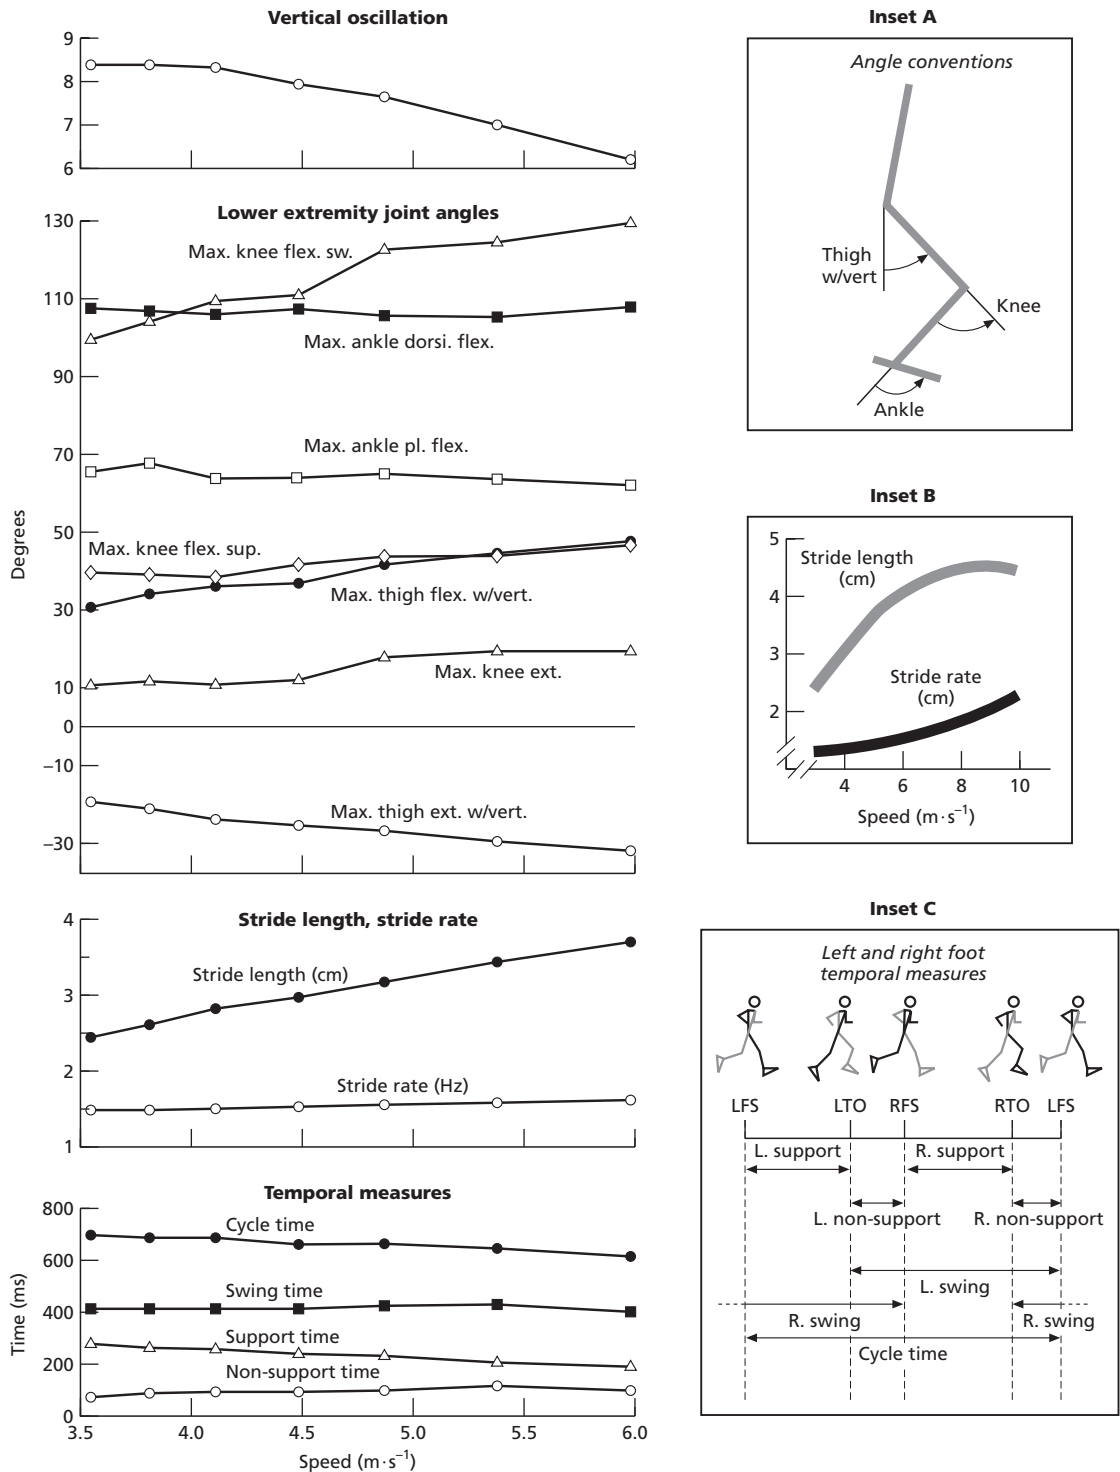 Vertical oscillation
9
8
7
6
Lower extremity joint angles
130
110
90
70
50
30
10
0
–10
–30
Degrees
Max. knee flex. sw.
Max. ankle dorsi. flex.
Max. ankle pl. flex.
Max. knee flex. sup.
Max. thigh flex. w/vert.
Max. knee ext.
Max. thigh ext. w/vert.
Stride length, stride rate
4
3
2
1
Stride length (cm)
Stride rate (Hz)
Temporal measures
800
600
400
200
0
Time (ms)
Cycle time
Swing time
Support time
Non-support time
3.5 4.0 4.5 5.0 5.5 6.0
Speed (m·s–1)
Inset A
Angle conventions
Thigh
w/vert
Knee
Ankle
Inset B
5
4
3
2
Stride length
(cm)
Stride rate
(cm)
4 6 8 10
Speed (m·s–1)
Inset C
Left and right foot
temporal measures
LFS LTO RFS RTO LFS
L. support R. support
L. non-support R. non-support
L. swing
R. swing R. swing
Cycle time